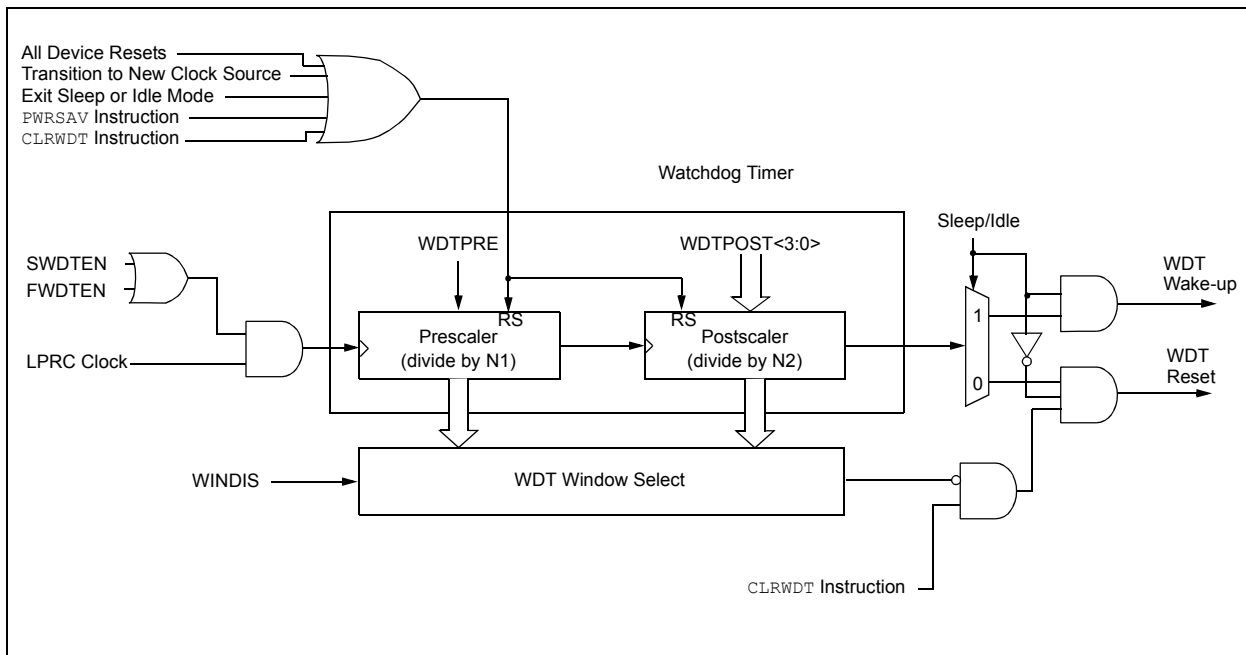 All Device Resets
Transition to New Clock Source
Exit Sleep or Idle Mode
PWRSAV Instruction
CLRWDT Instruction
Watchdog Timer
Sleep/Idle
WDTPRE
WDTPOST<3:0>
SWDTEN
FWDTEN
WDT
Wake-up
RS
RS
1
Prescaler
(divide by N1)
Postscaler
(divide by N2)
LPRC Clock
WDT
Reset
0
WINDIS
WDT Window Select
CLRWDT Instruction